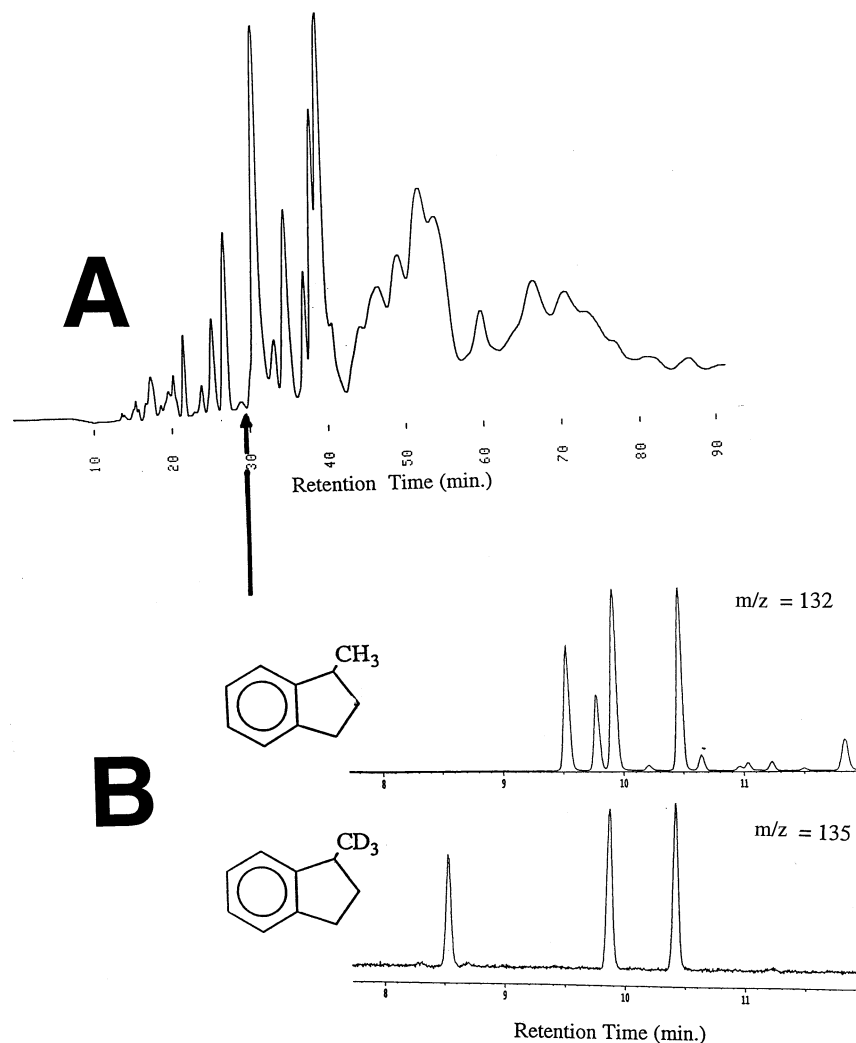 A
10 20 30 40 50 60 70 80 90
Retention Time (min.)
m/z = 132
CH3
8 9 10 11
B
m/z = 135
CD3
8 9 10 11
Retention Time (min.)